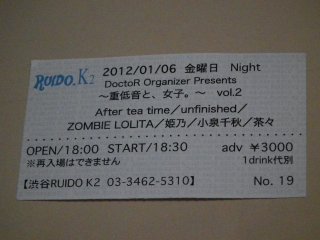 RUIDO.K2
2012/01/06 金曜日 Night
DoctoR Organizer Presents
～重低音と、女子。～ vol.2
After tea time／unfinished／
ZOMBIE LOLITA／姫乃／小泉千秋／茶々
OPEN/18:00 START/18:30 adv ¥3000
※再入場はできません 1drink代別
【渋谷RUIDO K2 03-3462-5310】 No. 19